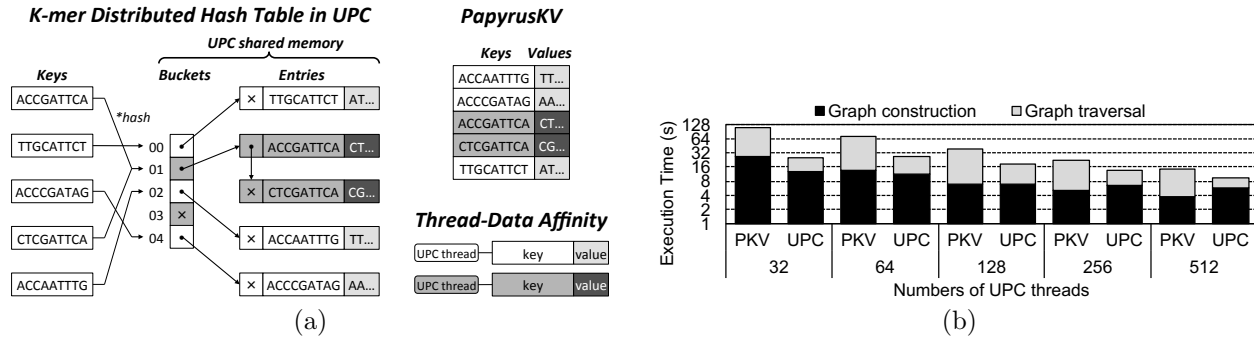 K-mer Distributed Hash Table in UPC
UPC shared memory
Keys
Buckets
Entries
ACCGATTCA
TTGCATTCT
ACCCGATAG
CTCGATTCA
ACCAATTTG
*hash
00
01
02
03
04
×
×
TTGCATTCT
AT...
ACCGATTCA
CT...
×
CTCGATTCA
CG...
×
ACCAATTTG
TT...
×
ACCCGATAG
AA...
PapyrusKV
Keys Values
ACCAATTTG TT...
ACCCGATAG AA...
ACCGATTCA CT...
CTCGATTCA CG...
TTGCATTCT AT...
Thread-Data Affinity
UPC thread key value
UPC thread key value
(a)
Graph construction Graph traversal
Execution Time (s)
128
64
32
16
8
4
2
1
PKV UPC PKV UPC PKV UPC PKV UPC PKV UPC
32 64 128 256 512
Numbers of UPC threads
(b)